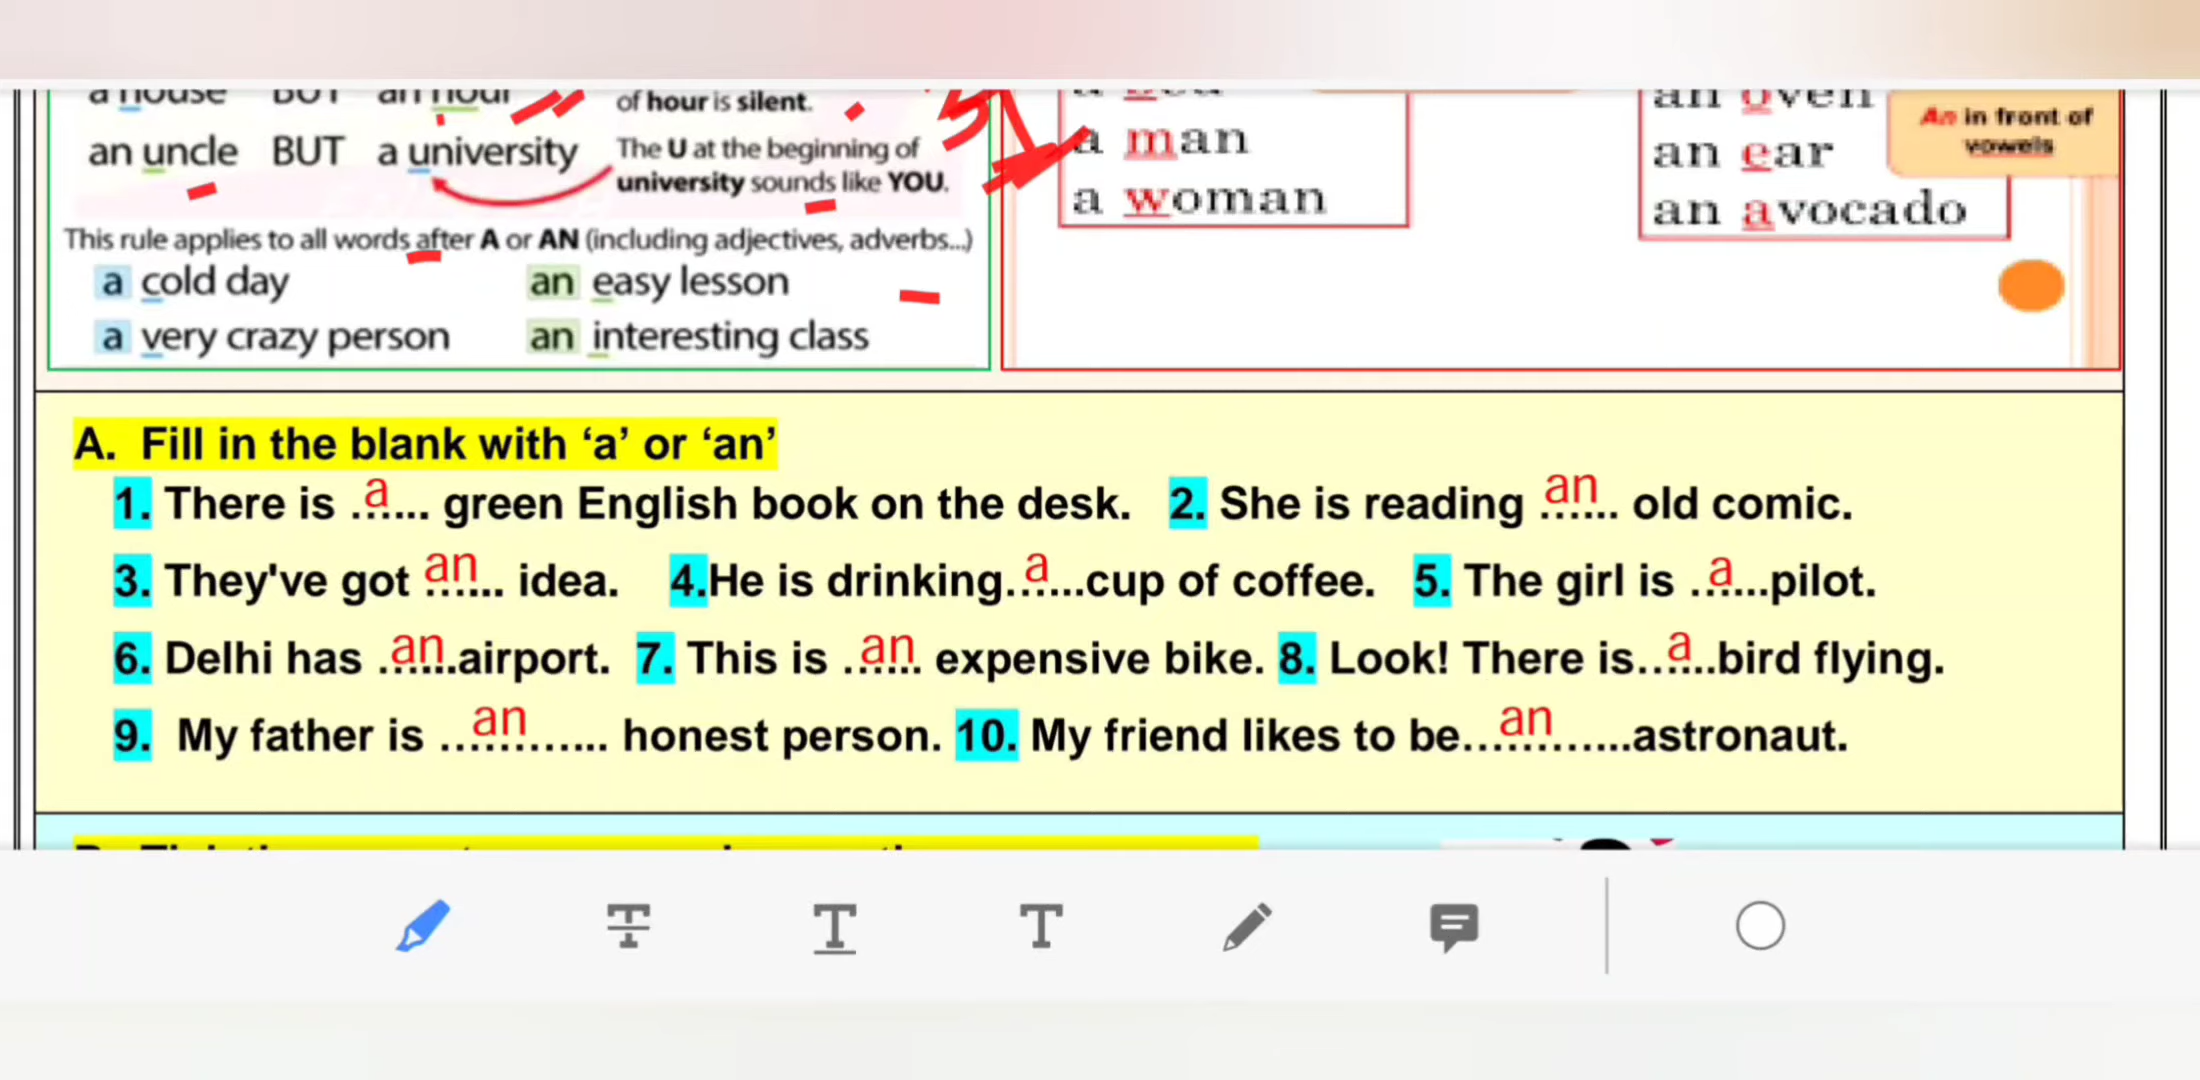 a house BUT an hour of hour is silent.
an uncle BUT a university The U at the beginning of
university sounds like YOU.
This rule applies to all words after A or AN (including adjectives, adverbs...)
a cold day an easy lesson
a very crazy person an interesting class
a man
a woman
an oven
an ear
an avocado
An in front of
vowels
A. Fill in the blank with ‘a’ or ‘an’
1. There is ..a.... green English book on the desk. 2. She is reading ..an.... old comic.
3. They've got ..an.... idea. 4.He is drinking..a....cup of coffee. 5. The girl is ..a....pilot.
6. Delhi has ..an....airport. 7. This is ..an.... expensive bike. 8. Look! There is...a....bird flying.
9. My father is ....an....... honest person. 10. My friend likes to be....an.......astronaut.
T
T
T